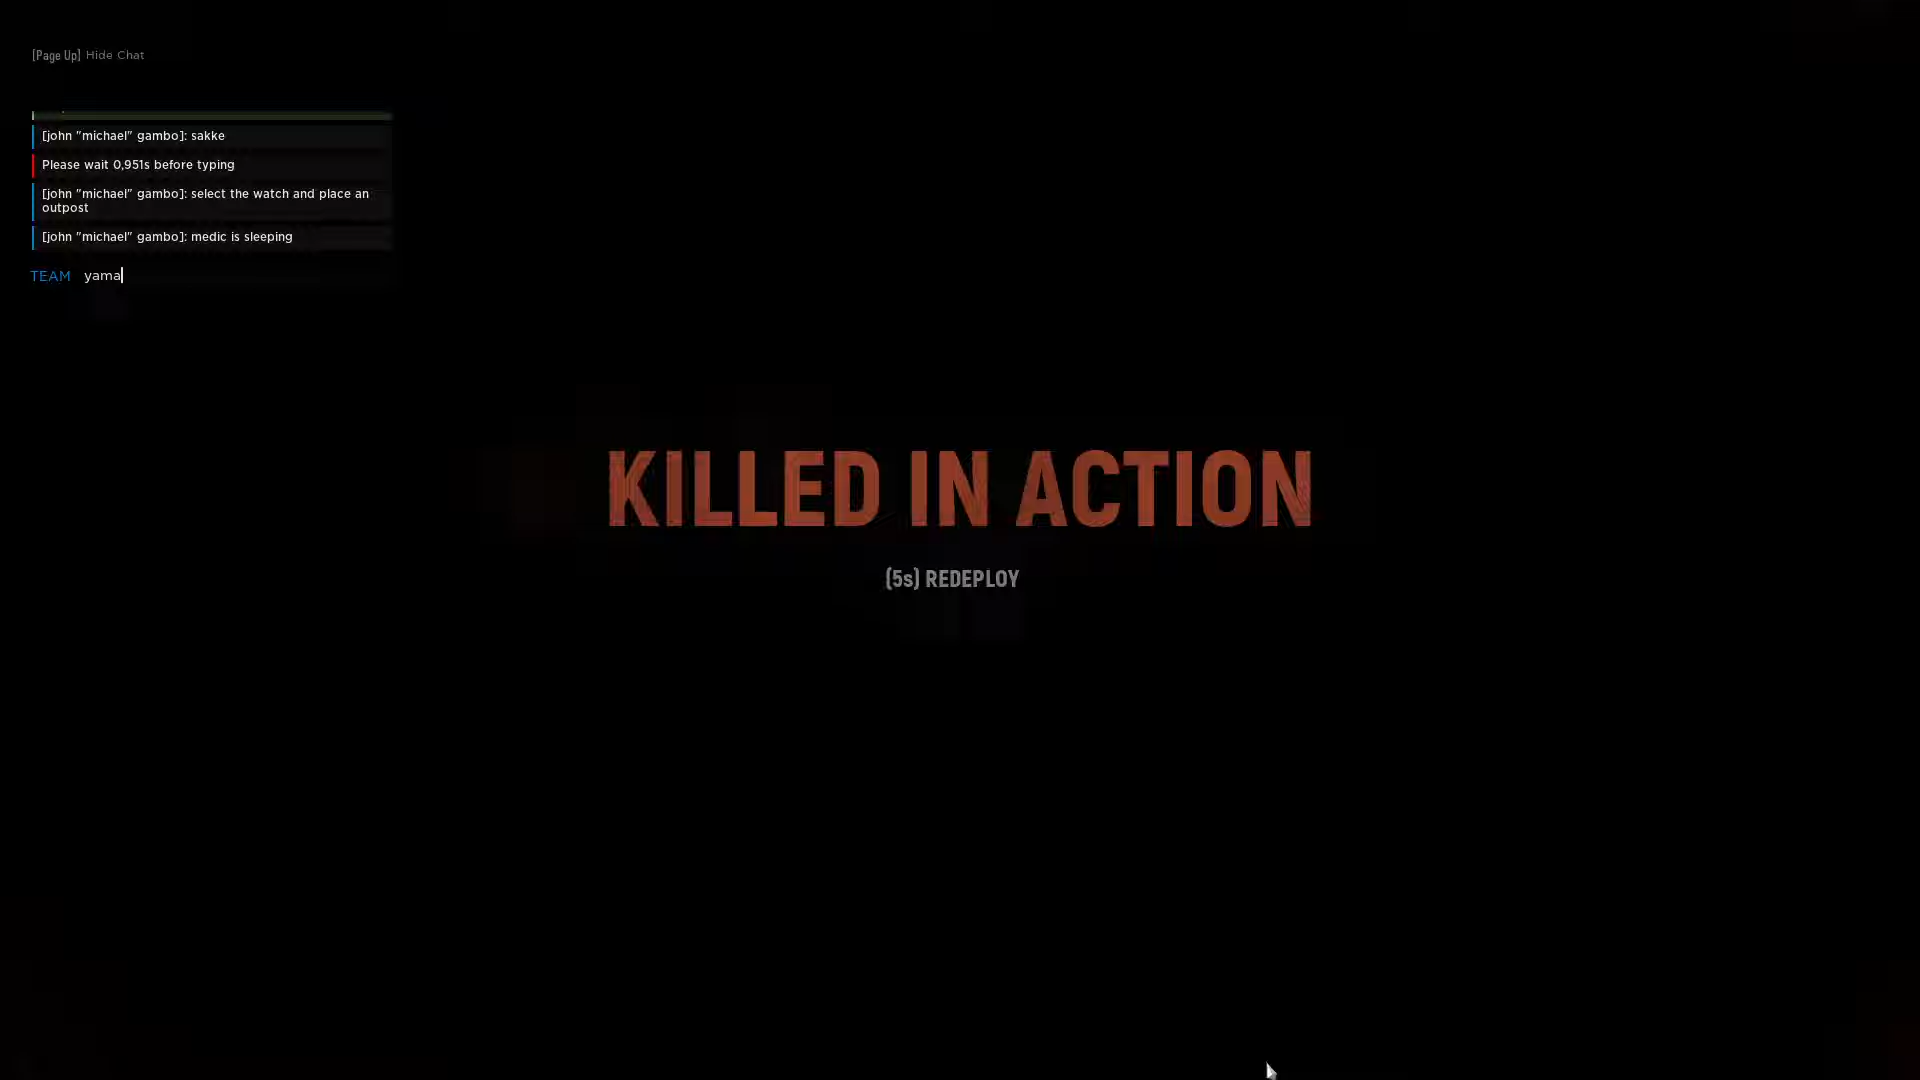 [Page Up] Hide Chat
[john "michael" gambo]: sakke
Please wait 0,951s before typing
[john "michael" gambo]: select the watch and place an
outpost
[john "michael" gambo]: medic is sleeping
TEAM yama
KILLED IN ACTION
(5s) REDEPLOY